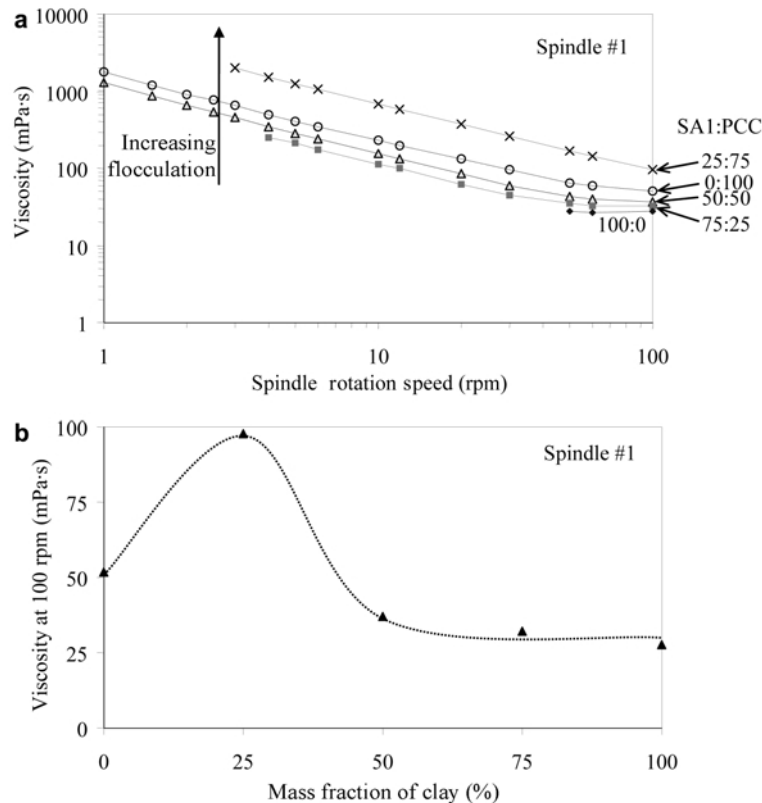 a
10000
1000
100
10
1
Viscosity (mPa·s)
Spindle #1
Increasing
flocculation
SA1:PCC
25:75
0:100
50:50
75:25
100:0
1
10
100
Spindle rotation speed (rpm)
b
100
75
50
25
0
Viscosity at 100 rpm (mPa·s)
Spindle #1
0
25
50
75
100
Mass fraction of clay (%)